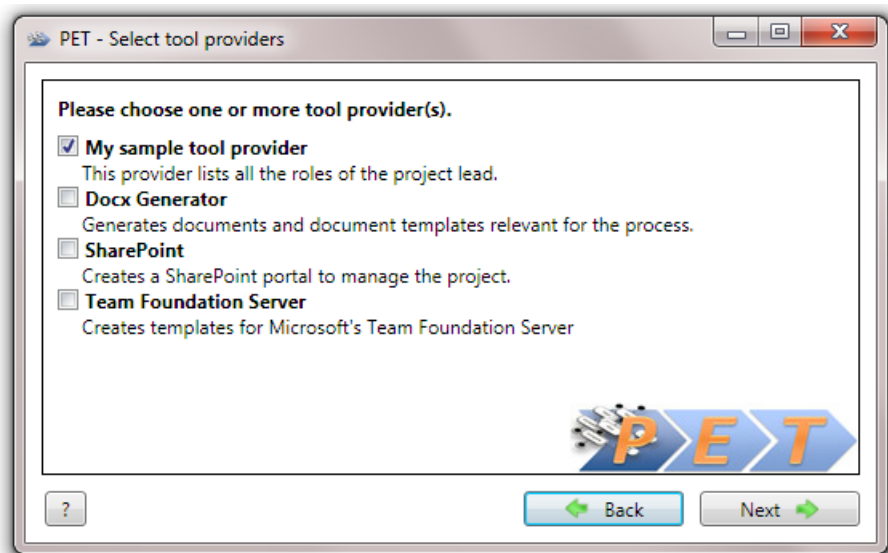 PET - Select tool providers
Please choose one or more tool provider(s).
My sample tool provider
This provider lists all the roles of the project lead.
Docx Generator
Generates documents and document templates relevant for the process.
SharePoint
Creates a SharePoint portal to manage the project.
Team Foundation Server
Creates templates for Microsoft's Team Foundation Server
PET
? Back Next